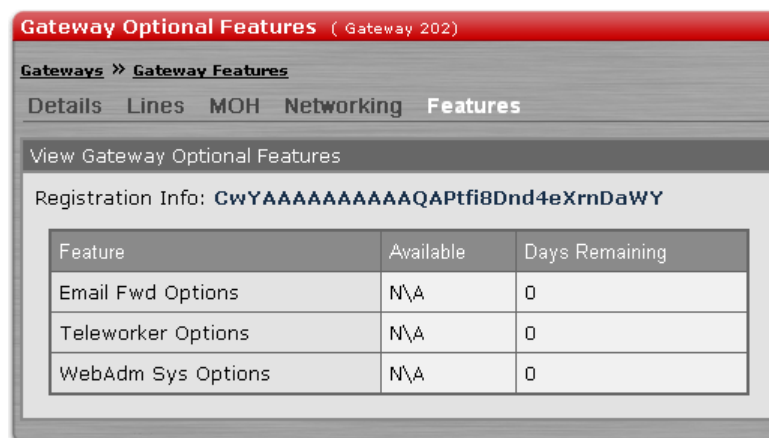 Gateway Optional Features ( Gateway 202)
Gateways » Gateway Features
Details Lines MOH Networking Features
View Gateway Optional Features
Registration Info: CwYAAAAAAAAAAQAPtfi8Dnd4eXrnDaWY
Feature Available Days Remaining
Email Fwd Options N\A 0
Teleworker Options N\A 0
WebAdm Sys Options N\A 0